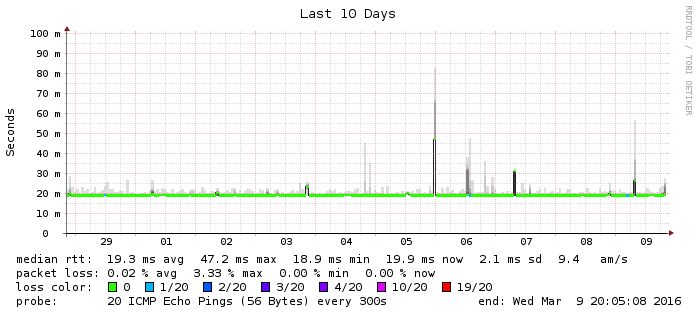 Last 10 Days
RRDTOOL / TOBI OETIKER
Seconds
100 m
90 m
80 m
70 m
60 m
50 m
40 m
30 m
20 m
10 m
0
29 01 02 03 04 05 06 07 08 09
median rtt: 19.3 ms avg 47.2 ms max 18.9 ms min 19.9 ms now 2.1 ms sd 9.4 am/s
packet loss: 0.02 % avg 3.33 % max 0.00 % min 0.00 % now
loss color: 0 1/20 2/20 3/20 4/20 10/20 19/20
probe: 20 ICMP Echo Pings (56 Bytes) every 300s end: Wed Mar 9 20:05:08 2016